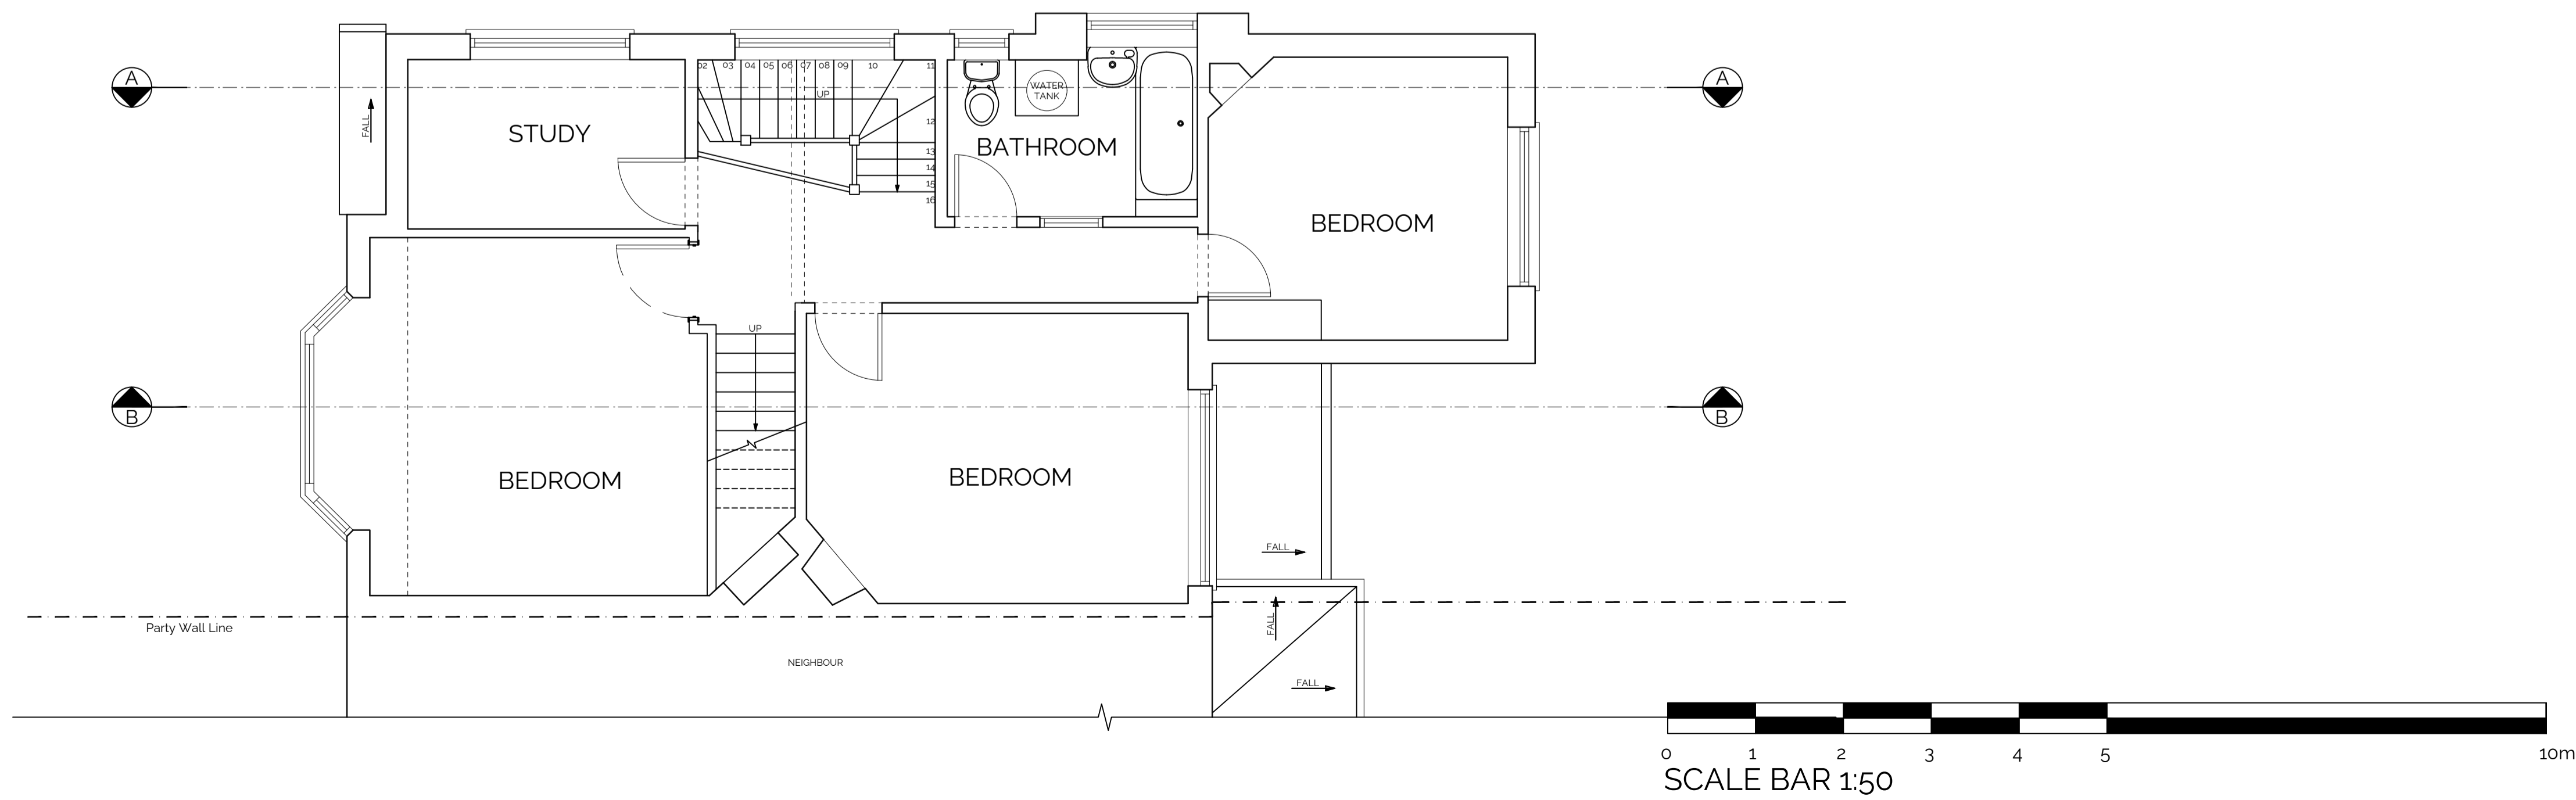 02 03 04 05 06 07 08 09 10 11
A
A
UP
WATER
TANK
FALL
12
STUDY
BATHROOM
13
14
15
16
BEDROOM
UP
B
B
BEDROOM
BEDROOM
FALL
FALL
Party Wall Line
NEIGHBOUR
FALL
0 1 2 3 4 5 10m
SCALE BAR 1:50